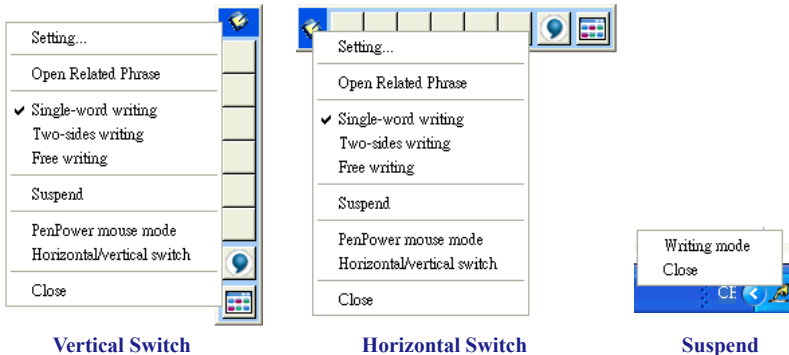 Setting...
Open Related Phrase
Single-word writing
Two-sides writing
Free writing
Suspend
PenPower mouse mode
Horizontal/vertical switch
Close
Vertical Switch
Setting...
Open Related Phrase
Single-word writing
Two-sides writing
Free writing
Suspend
PenPower mouse mode
Horizontal/vertical switch
Close
Horizontal Switch
Writing mode
Close
CH
Suspend